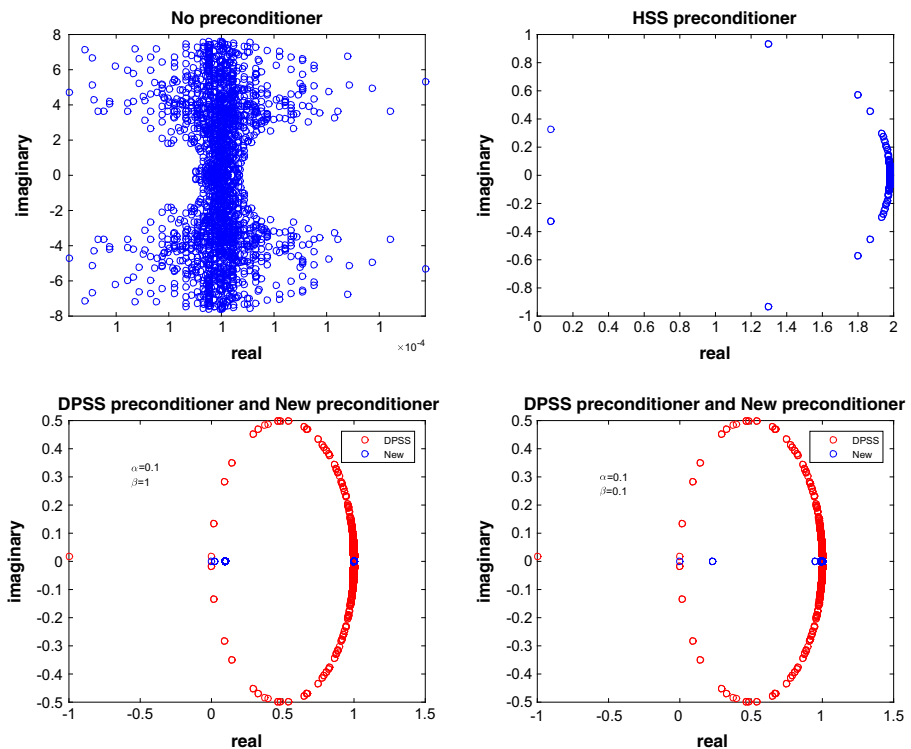 No preconditioner
8
6
4
2
0
-2
-4
-6
-8
imaginary
1 1 1 1 1 1
×10-4
real
HSS preconditioner
1
0.8
0.6
0.4
0.2
0
-0.2
-0.4
-0.6
-0.8
-1
imaginary
0 0.2 0.4 0.6 0.8 1 1.2 1.4 1.6 1.8 2
real
DPSS preconditioner and New preconditioner
0.5
0.4
0.3
0.2
0.1
0
-0.1
-0.2
-0.3
-0.4
-0.5
imaginary
α=0.1
β=1
DPSS
New
-1 -0.5 0 0.5 1 1.5
real
DPSS preconditioner and New preconditioner
0.5
0.4
0.3
0.2
0.1
0
-0.1
-0.2
-0.3
-0.4
-0.5
imaginary
α=0.1
β=0.1
DPSS
New
-1 -0.5 0 0.5 1 1.5
real